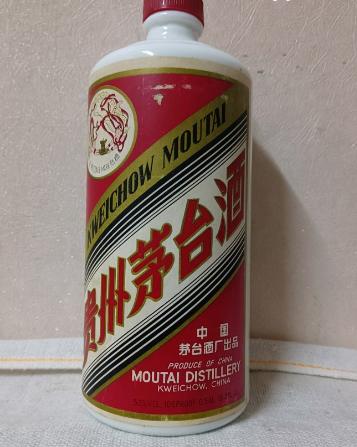 KWEICHOW MOUTAI
贵州茅台酒
中国
茅台酒厂出品
PRODUCE OF CHINA
MOUTAI DISTILLERY
KWEICHOW, CHINA